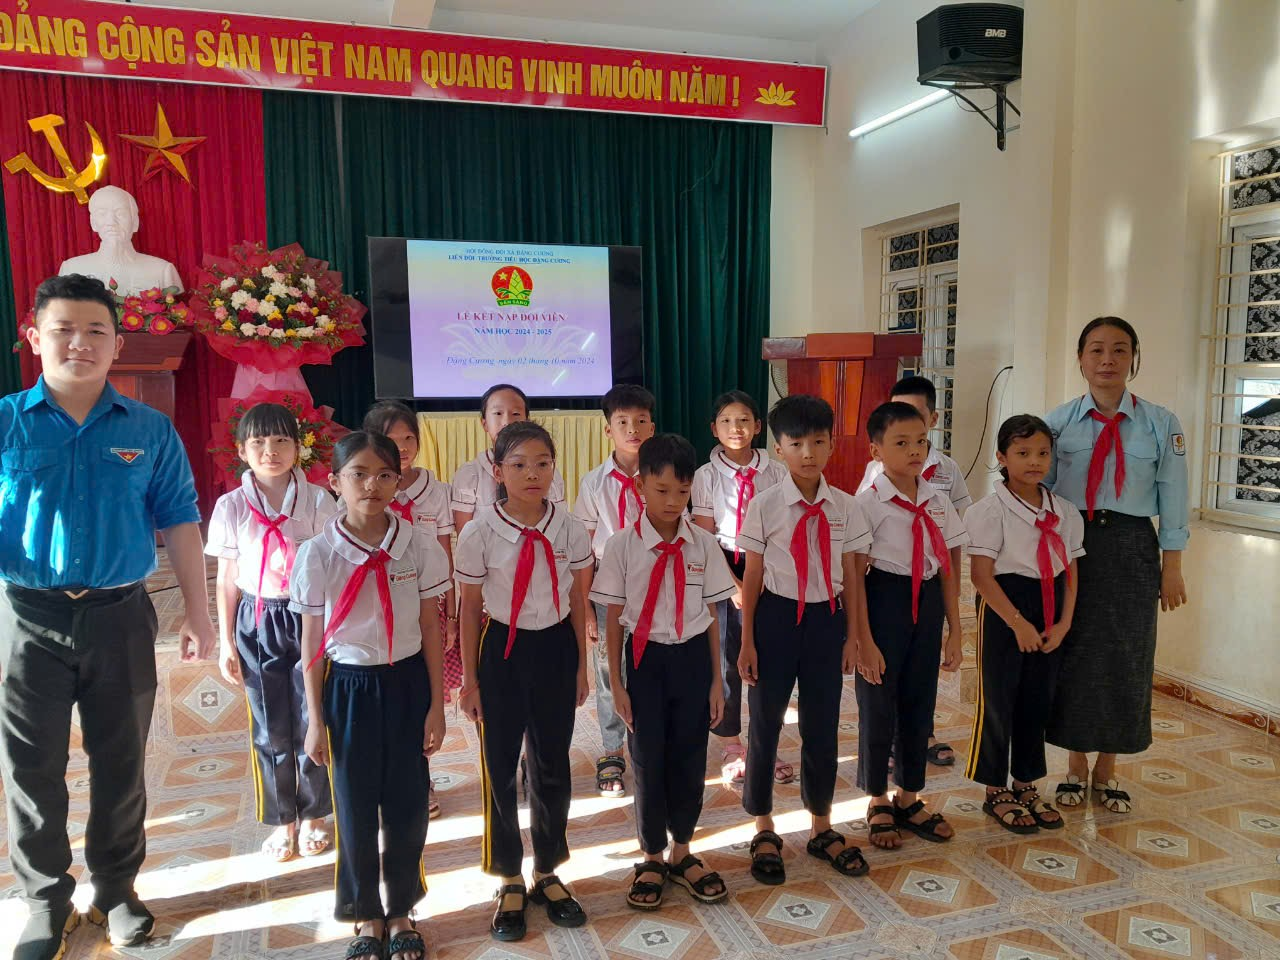 ĐẢNG CỘNG SẢN VIỆT NAM QUANG VINH MUÔN NĂM !
BMB
HỘI ĐỒNG ĐỘI XÃ ĐẶNG CƯƠNG
LIÊN ĐỘI TRƯỜNG TIỂU HỌC ĐẶNG CƯƠNG
SẴN SÀNG
LỄ KẾT NẠP ĐỘI VIÊN
NĂM HỌC 2024 - 2025
Đặng Cương, ngày 02 tháng 10 năm 2024